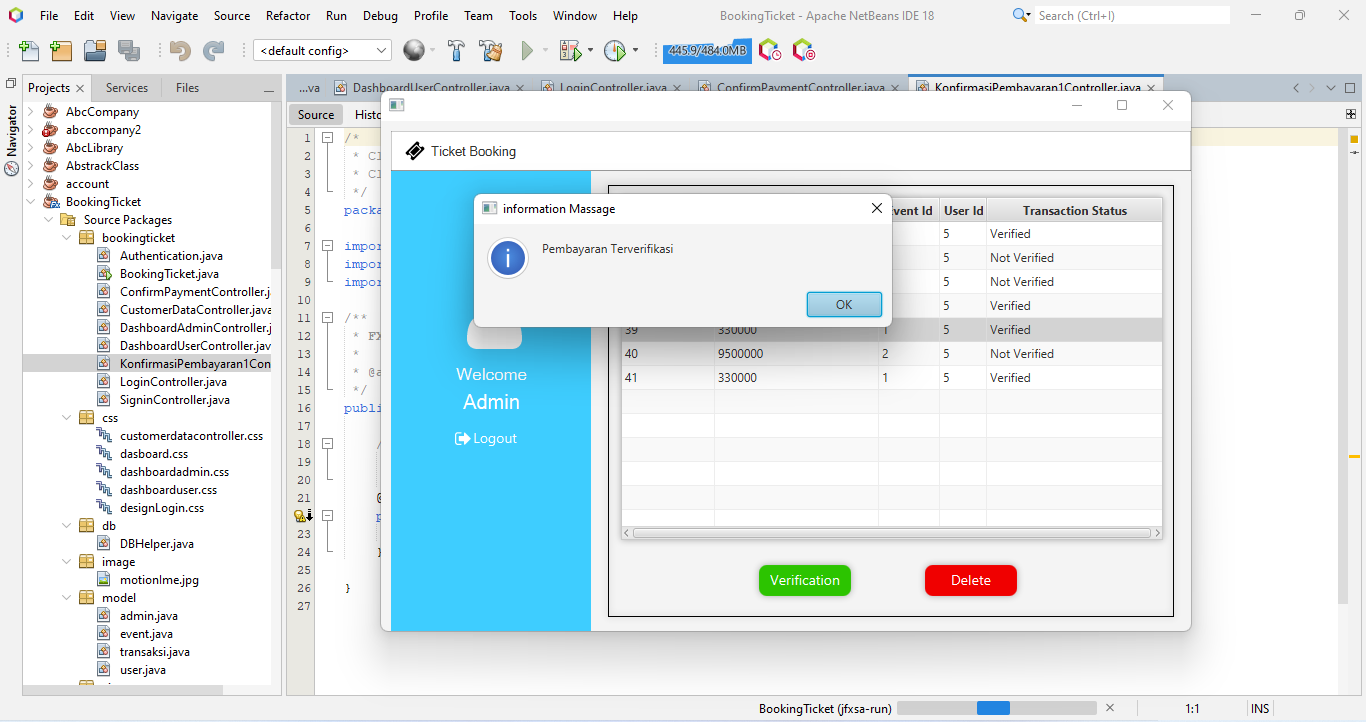 File Edit View Navigate Source Refactor Run Debug Profile Team Tools Window Help
BookingTicket - Apache NetBeans IDE 18
Search (Ctrl+I)
<default config>
445.9/484.0MB
Projects Services Files
Navigator
...va DashboardUserController.java LoginController.java ConfirmPaymentController.java KonfirmasiPembayaran1Controller.java
AbcCompany
abccompany2
AbcLibrary
AbstrackClass
account
BookingTicket
Source Packages
bookingticket
Authentication.java
BookingTicket.java
ConfirmPaymentController.j
CustomerDataController.java
DashboardAdminController.j
DashboardUserController.jav
KonfirmasiPembayaran1Con
LoginController.java
SigninController.java
css
customerdatacontroller.css
dasboard.css
dashboardadmin.css
dashboarduser.css
designLogin.css
db
DBHelper.java
image
motionlme.jpg
model
admin.java
event.java
transaksi.java
user.java
Source Histo
1 /*
2 * Cl
3 * Cl
4 */
5 packa
6
7 impor
8 impor
9 impor
10
11 /**
12 * FX
13 *
14 * @a
15 */
16 publi
17
18 /
19
20
21 @
p
23
24 }
25
26 }
27
Ticket Booking
Welcome
Admin
Logout
information Massage
Pembayaran Terverifikasi
OK
vent Id User Id Transaction Status
5 Verified
5 Not Verified
5 Not Verified
5 Verified
39 330000 1 5 Verified
40 9500000 2 5 Not Verified
41 330000 1 5 Verified
Verification Delete
BookingTicket (jfxsa-run)
1:1 INS